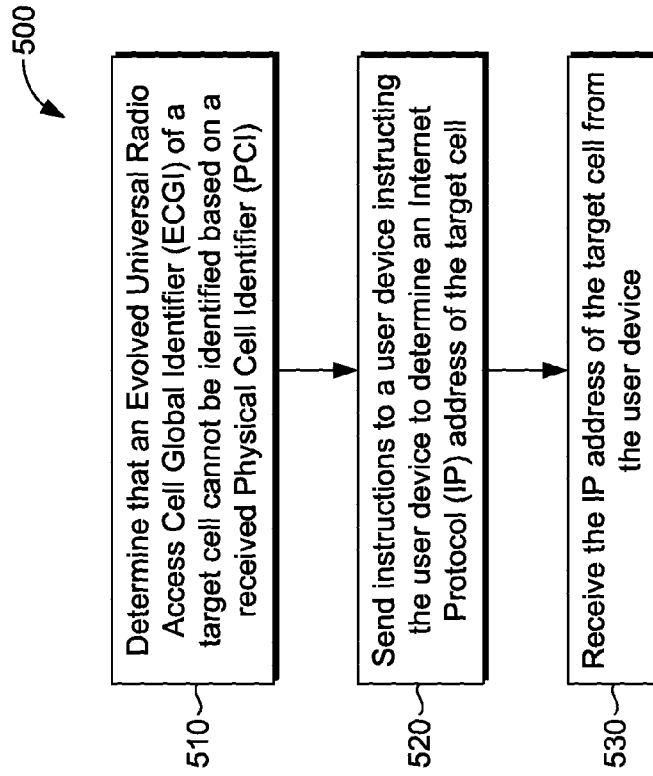 500
510
Determine that an Evolved Universal Radio
Access Cell Global Identifier (ECGI) of a
target cell cannot be identified based on a
received Physical Cell Identifier (PCI)
520
Send instructions to a user device instructing
the user device to determine an Internet
Protocol (IP) address of the target cell
530
Receive the IP address of the target cell from
the user device